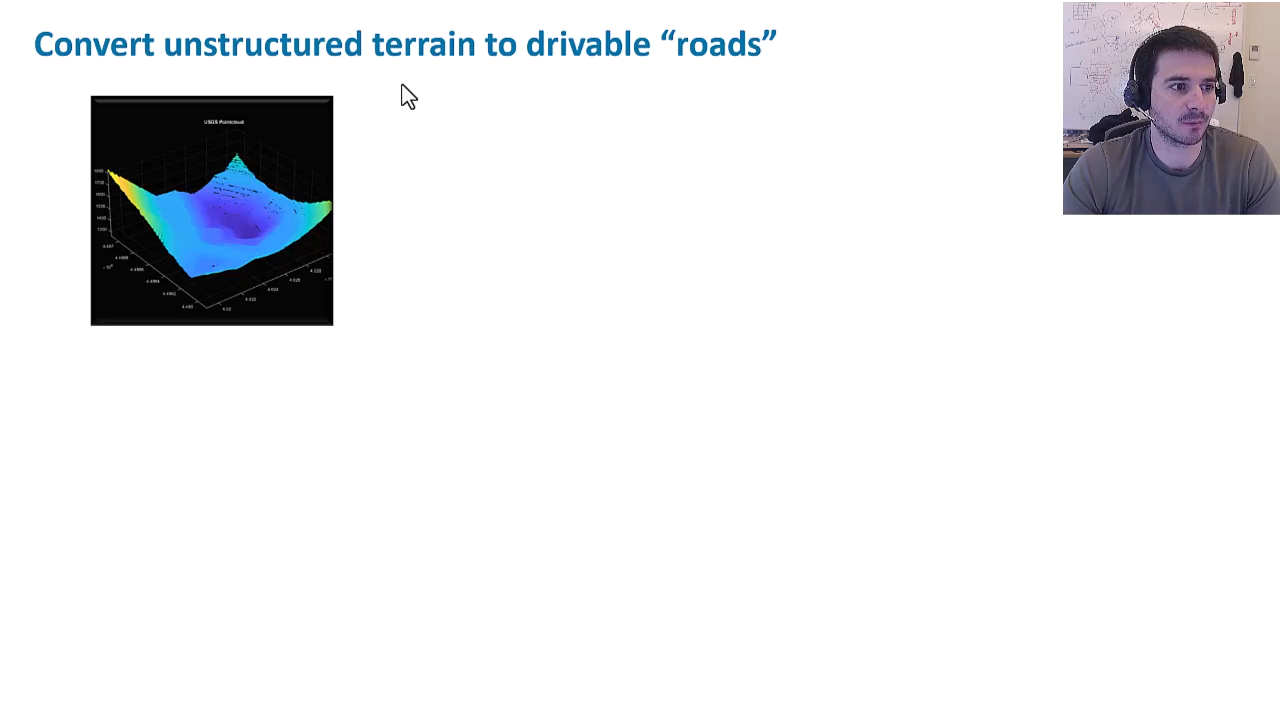 Convert unstructured terrain to drivable “roads”
USGS Pointcloud